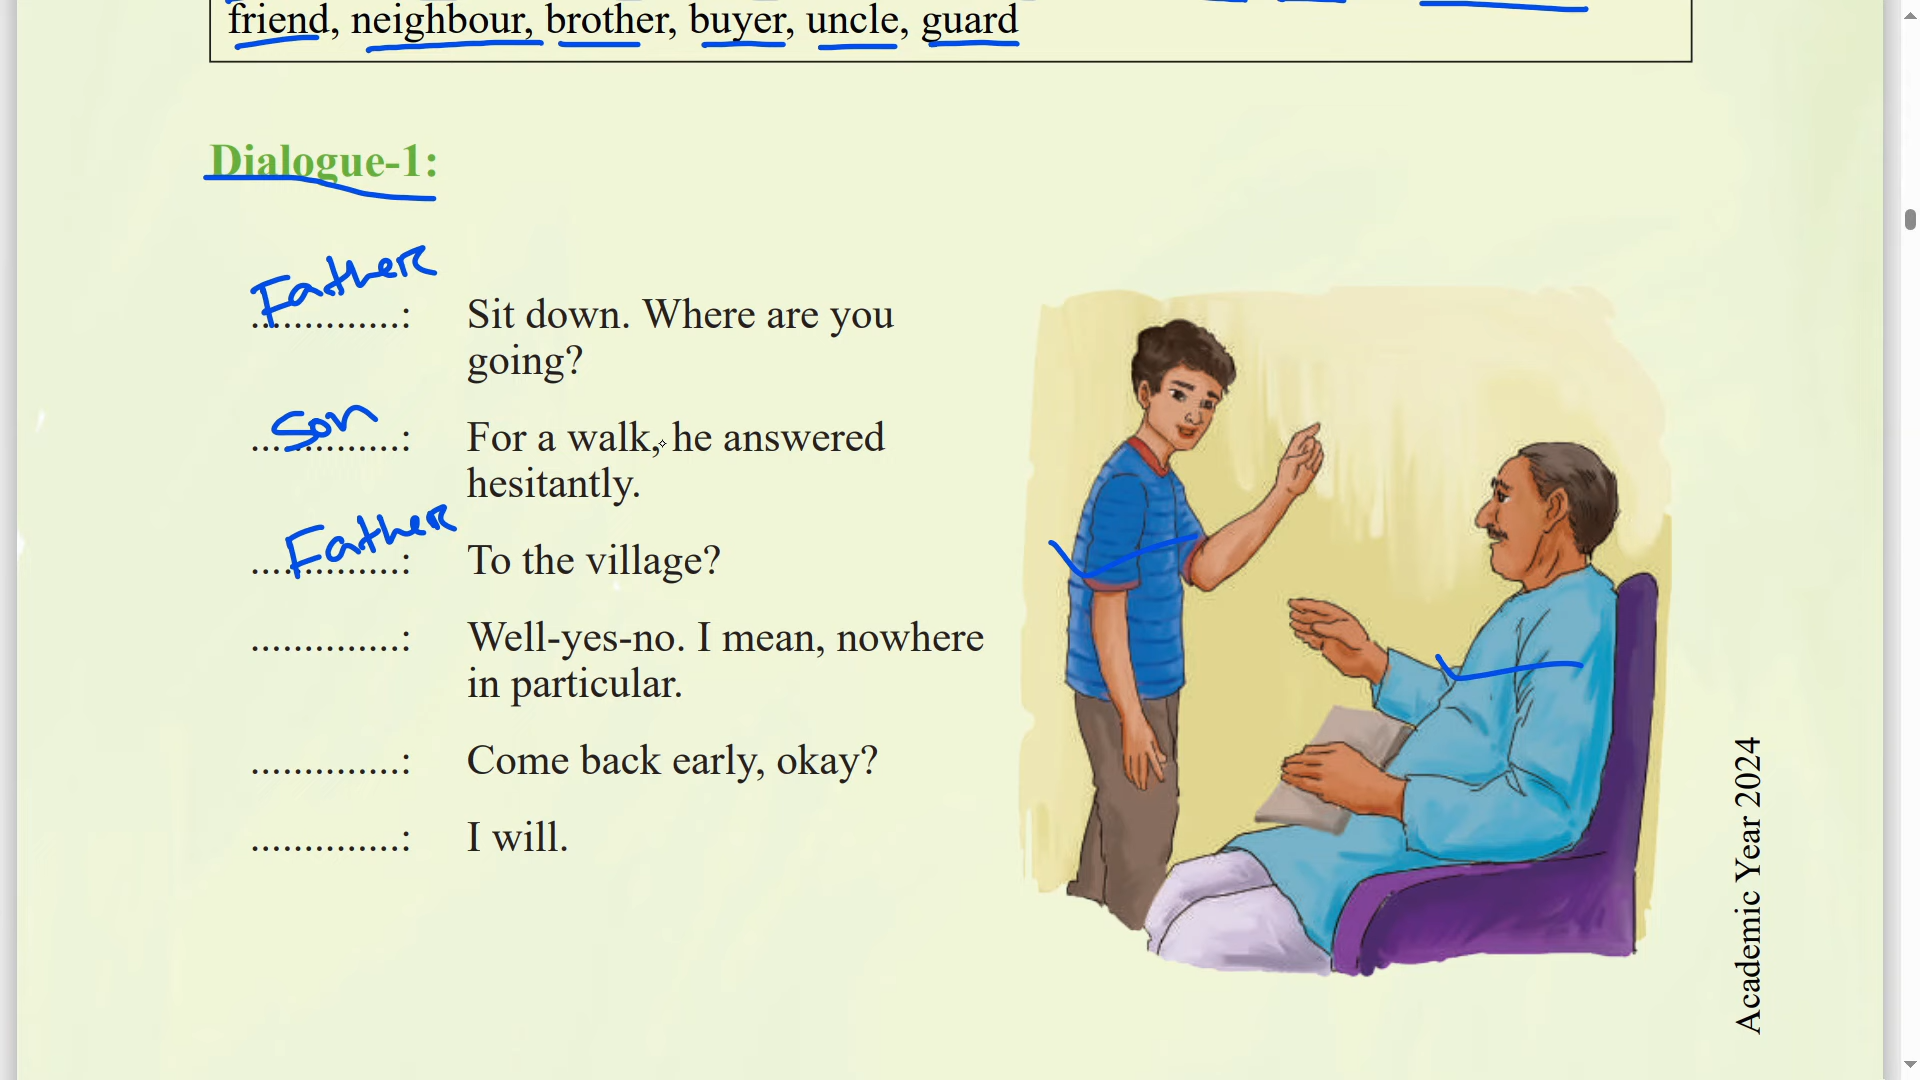 friend, neighbour, brother, buyer, uncle, guard
Dialogue-1:
Father
..............: Sit down. Where are you
going?
Son
..............: For a walk, he answered
hesitantly.
Father
..............: To the village?
..............: Well-yes-no. I mean, nowhere
in particular.
..............: Come back early, okay?
..............: I will.
Academic Year 2024